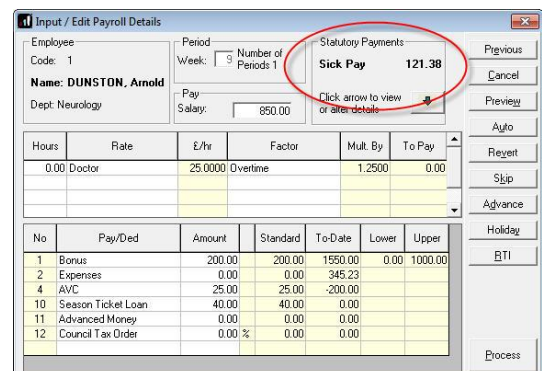 Input / Edit Payroll Details
Employee
Code: 1
Name: DUNSTON, Arnold
Dept: Neurology
Period
Week: 9 Number of Periods 1
Pay
Salary: 850.00
Statutory Payments
Sick Pay 121.38
Click arrow to view
or alter details
Previous
Cancel
Preview
Auto
Revert
Skip
Advance
Holiday
RTI
Process
Hours Rate £/hr Factor Mult. By To Pay
0.00 Doctor 25.0000 Overtime 1.2500 0.00
No Pay/Ded Amount Standard To-Date Lower Upper
1 Bonus 200.00 200.00 1550.00 0.00 1000.00
2 Expenses 0.00 0.00 345.23
4 AVC 25.00 25.00 -200.00
10 Season Ticket Loan 40.00 40.00 0.00
11 Advanced Money 0.00 0.00 0.00
12 Council Tax Order 0.00 % 0.00 0.00